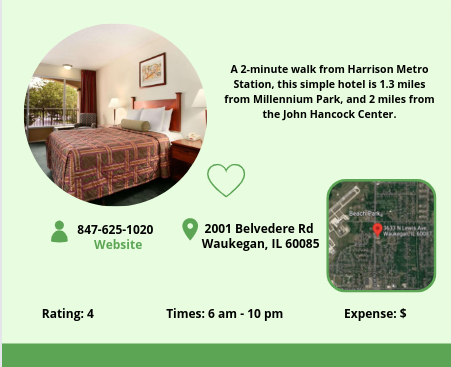 A 2-minute walk from Harrison Metro
Station, this simple hotel is 1.3 miles
from Millennium Park, and 2 miles from
the John Hancock Center.
847-625-1020
Website
2001 Belvedere Rd
Waukegan, IL 60085
Beach Park
Rating: 4
Times: 6 am - 10 pm
Expense: $